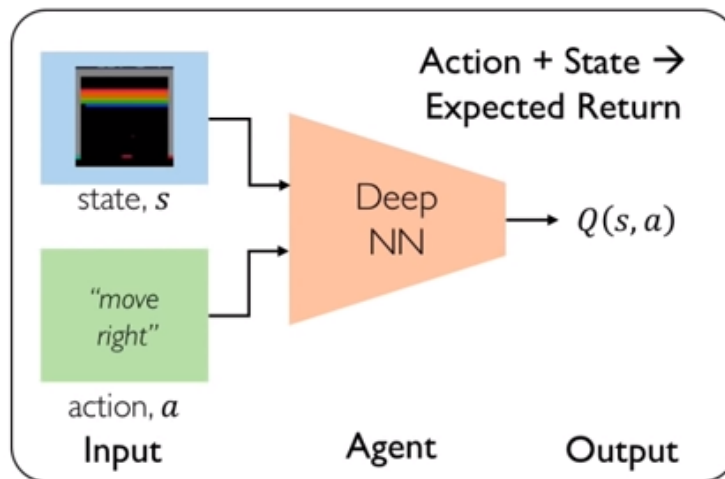 Action + State →
Expected Return
state, s
Deep
NN
Q(s, a)
“move
right”
action, a
Input
Agent
Output